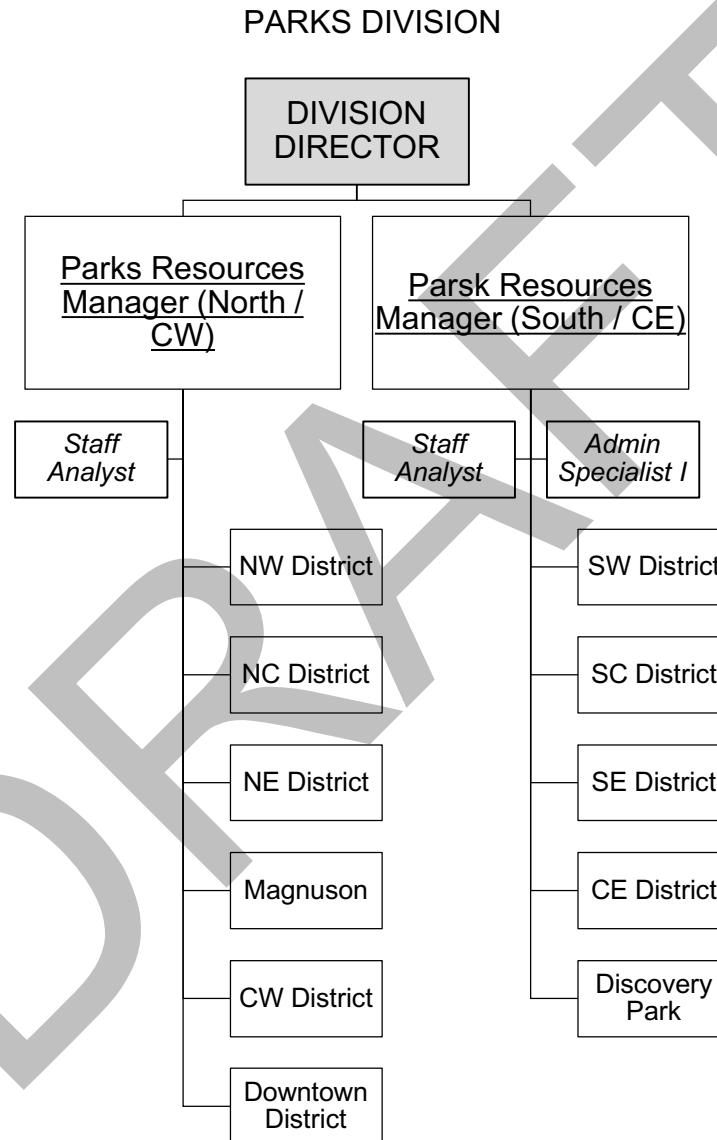 PARKS DIVISION
DIVISION
DIRECTOR
Parks Resources
Manager (North /
CW)
Parsk Resources
Manager (South / CE)
Staff
Analyst
Staff
Analyst
Admin
Specialist I
NW District
SW District
NC District
SC District
NE District
SE District
Magnuson
CE District
CW District
Discovery
Park
Downtown
District
DRAFT